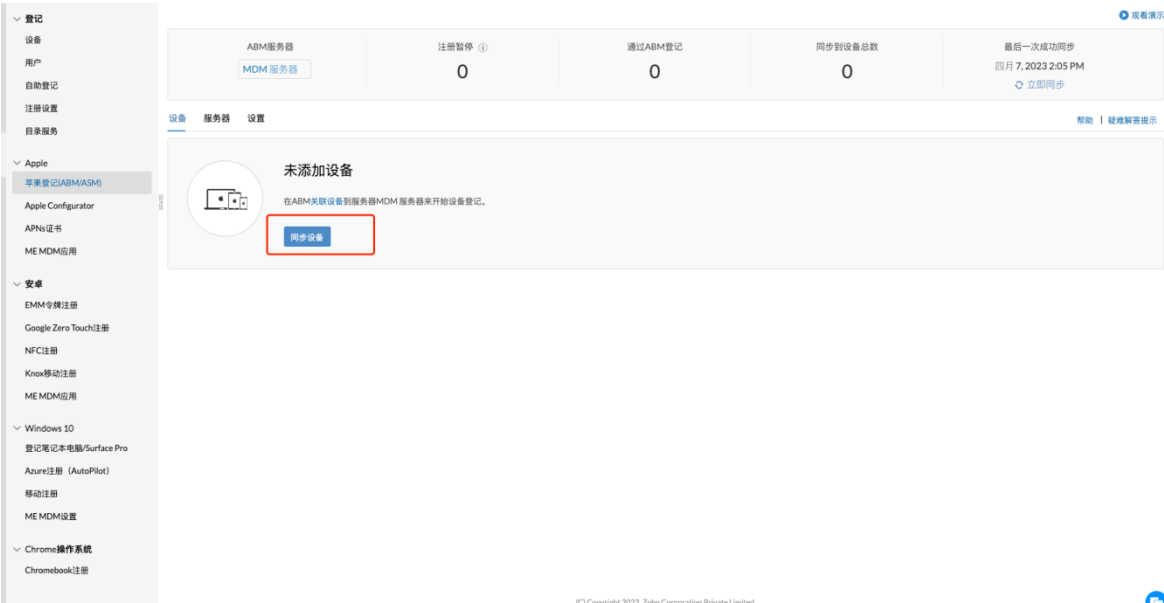 登记
设备
用户
自助登记
注册设置
目录服务
Apple
苹果登记(ABM/ASM)
Apple Configurator
APNs证书
ME MDM应用
安卓
EMM令牌注册
Google Zero Touch注册
NFC注册
Knox移动注册
ME MDM应用
Windows 10
登记笔记本电脑/Surface Pro
Azure注册（AutoPilot）
移动注册
ME MDM设置
Chrome操作系统
Chromebook注册
观看演示
ABM服务器 注册暂停 通过ABM登记 同步到设备总数 最后一次成功同步
MDM 服务器 0 0 0 四月 7, 2023 2:05 PM
立即同步
设备 服务器 设置 帮助 | 疑难解答提示
未添加设备
在ABM关联设备到服务器MDM 服务器来开始设备登记。
同步设备
(C) Copyright 2023, Zoho Corporation Private Limited